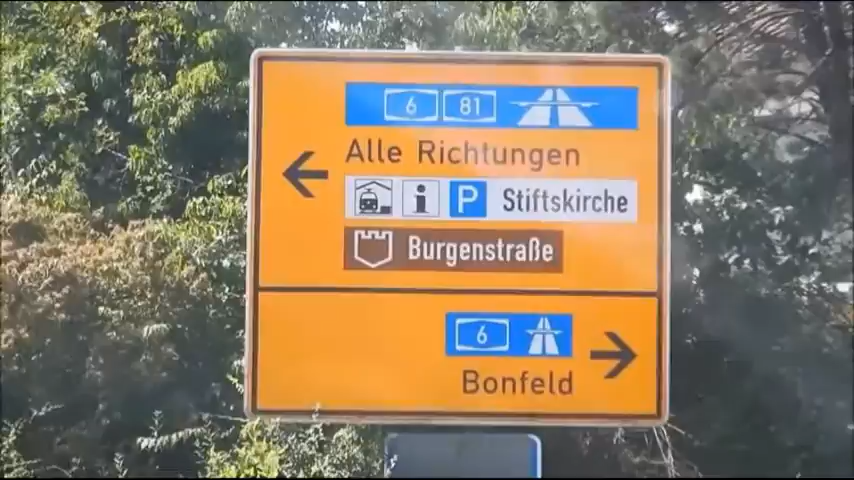 6 81
Alle Richtungen
i P Stiftskirche
Burgenstraße
6
Bonfeld